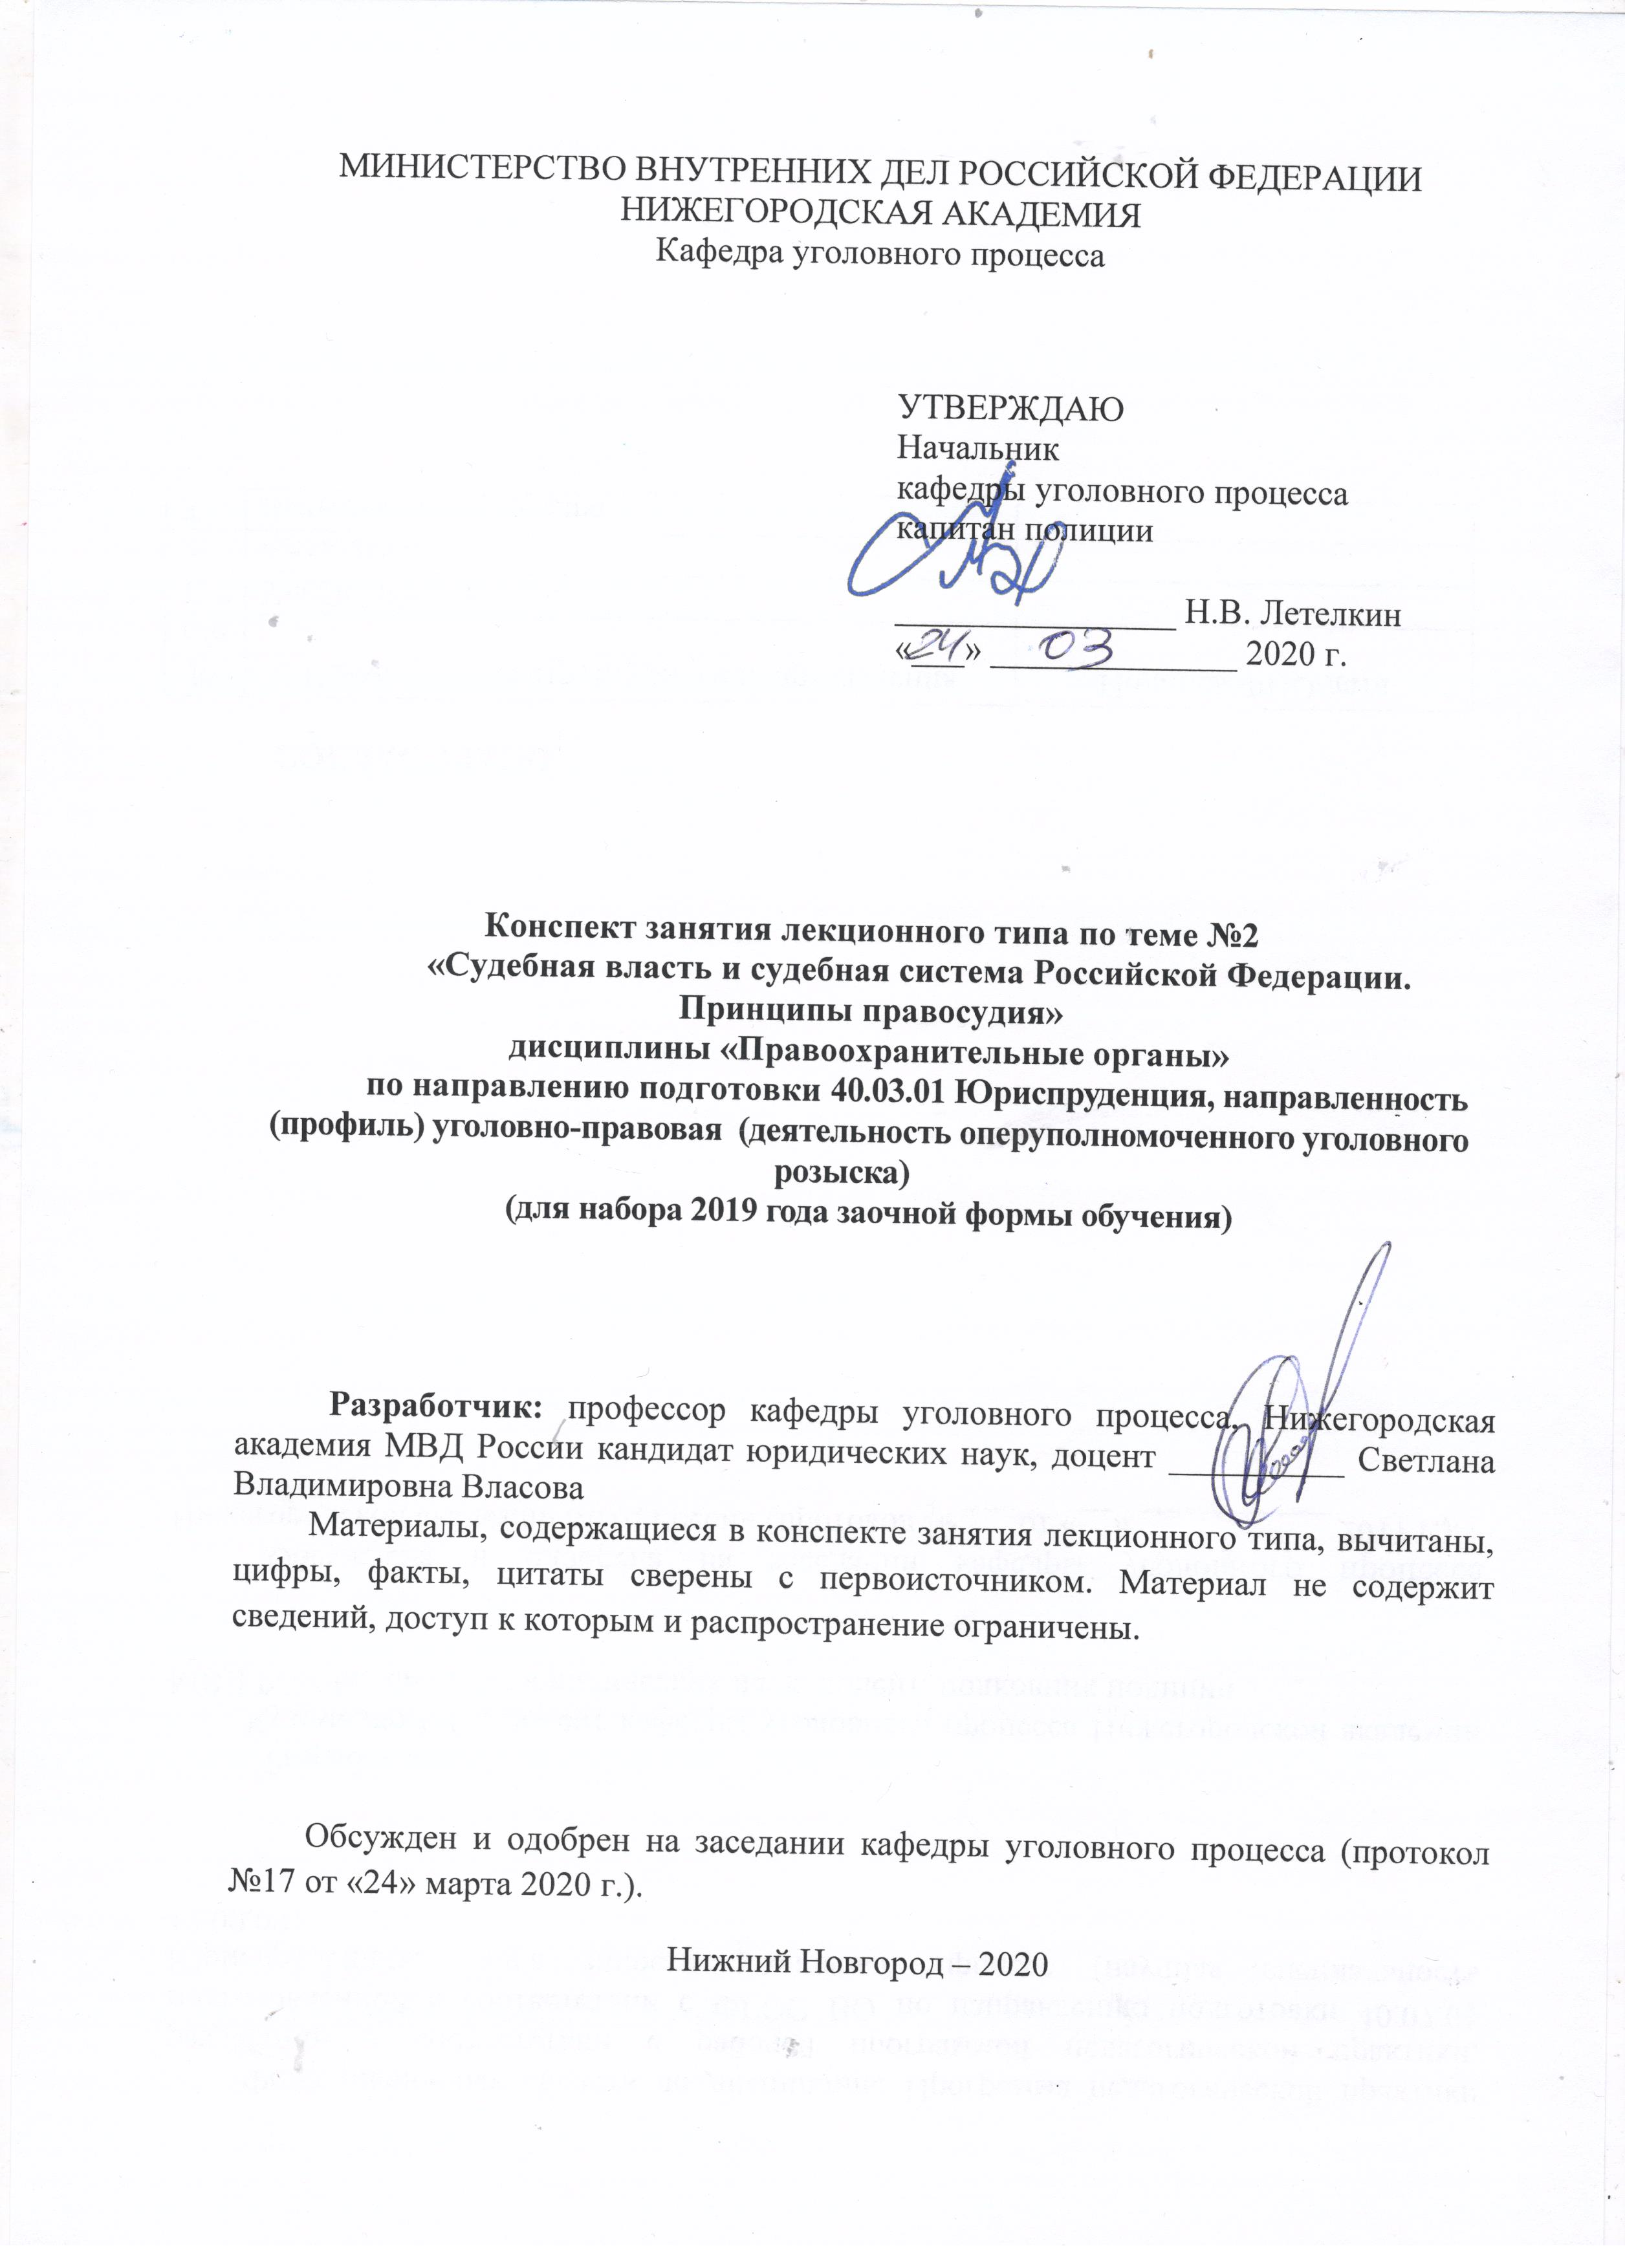 МИНИСТЕРСТВО ВНУТРЕННИХ ДЕЛ РОССИЙСКОЙ ФЕДЕРАЦИИ
НИЖЕГОРОДСКАЯ АКАДЕМИЯ
Кафедра уголовного процесса
УТВЕРЖДАЮ
Начальник
кафедры уголовного процесса
капитан полиции
_______________ Н.В. Летелкин
«24» 03 2020 г.
Конспект занятия лекционного типа по теме №2
«Судебная власть и судебная система Российской Федерации.
Принципы правосудия»
дисциплины «Правоохранительные органы»
по направлению подготовки 40.03.01 Юриспруденция, направленность
(профиль) уголовно-правовая (деятельность оперуполномоченного уголовного
розыска)
(для набора 2019 года заочной формы обучения)
Разработчик: профессор кафедры уголовного процесса, Нижегородская
академия МВД России кандидат юридических наук, доцент __________ Светлана
Владимировна Власова
Материалы, содержащиеся в конспекте занятия лекционного типа, вычитаны,
цифры, факты, цитаты сверены с первоисточником. Материал не содержит
сведений, доступ к которым и распространение ограничены.
Обсужден и одобрен на заседании кафедры уголовного процесса (протокол
№17 от «24» марта 2020 г.).
Нижний Новгород – 2020